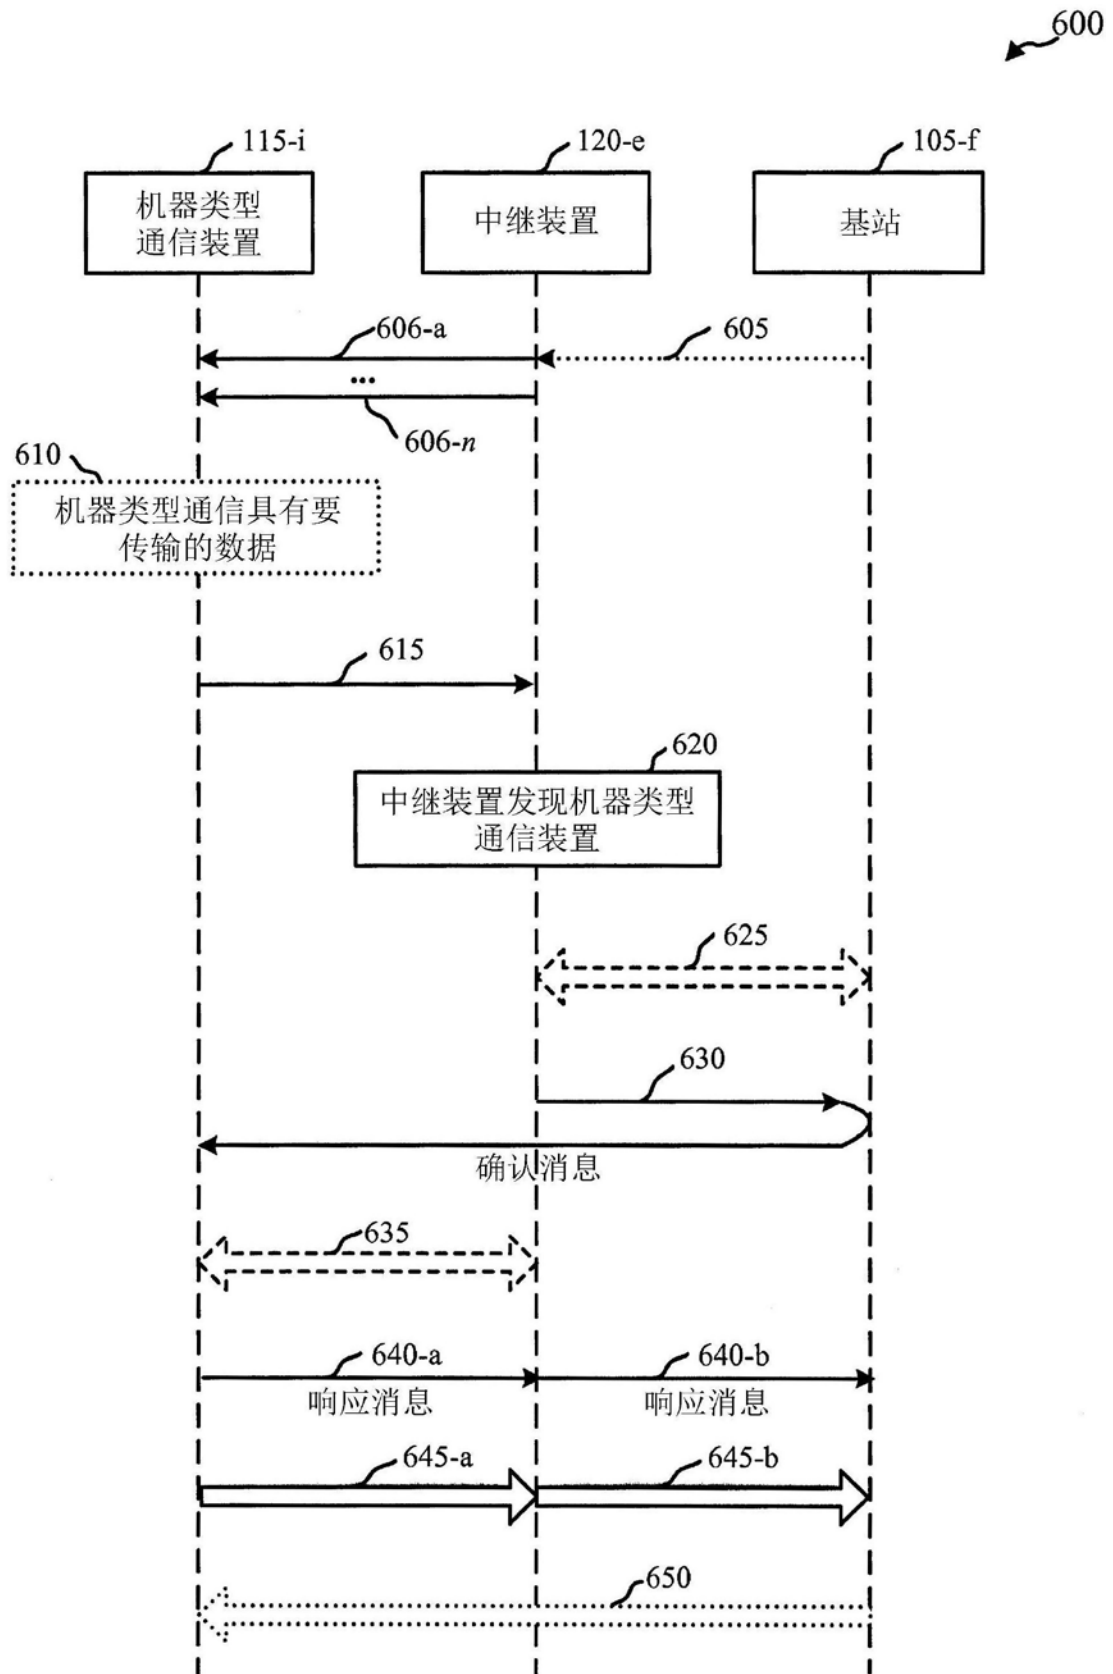 600
115-i
120-e
105-f
机器类型
通信装置
中继装置
基站
606-a
605
...
606-n
610
机器类型通信具有要
传输的数据
615
620
中继装置发现机器类型
通信装置
625
630
确认消息
635
640-a
640-b
响应消息
响应消息
645-a
645-b
650